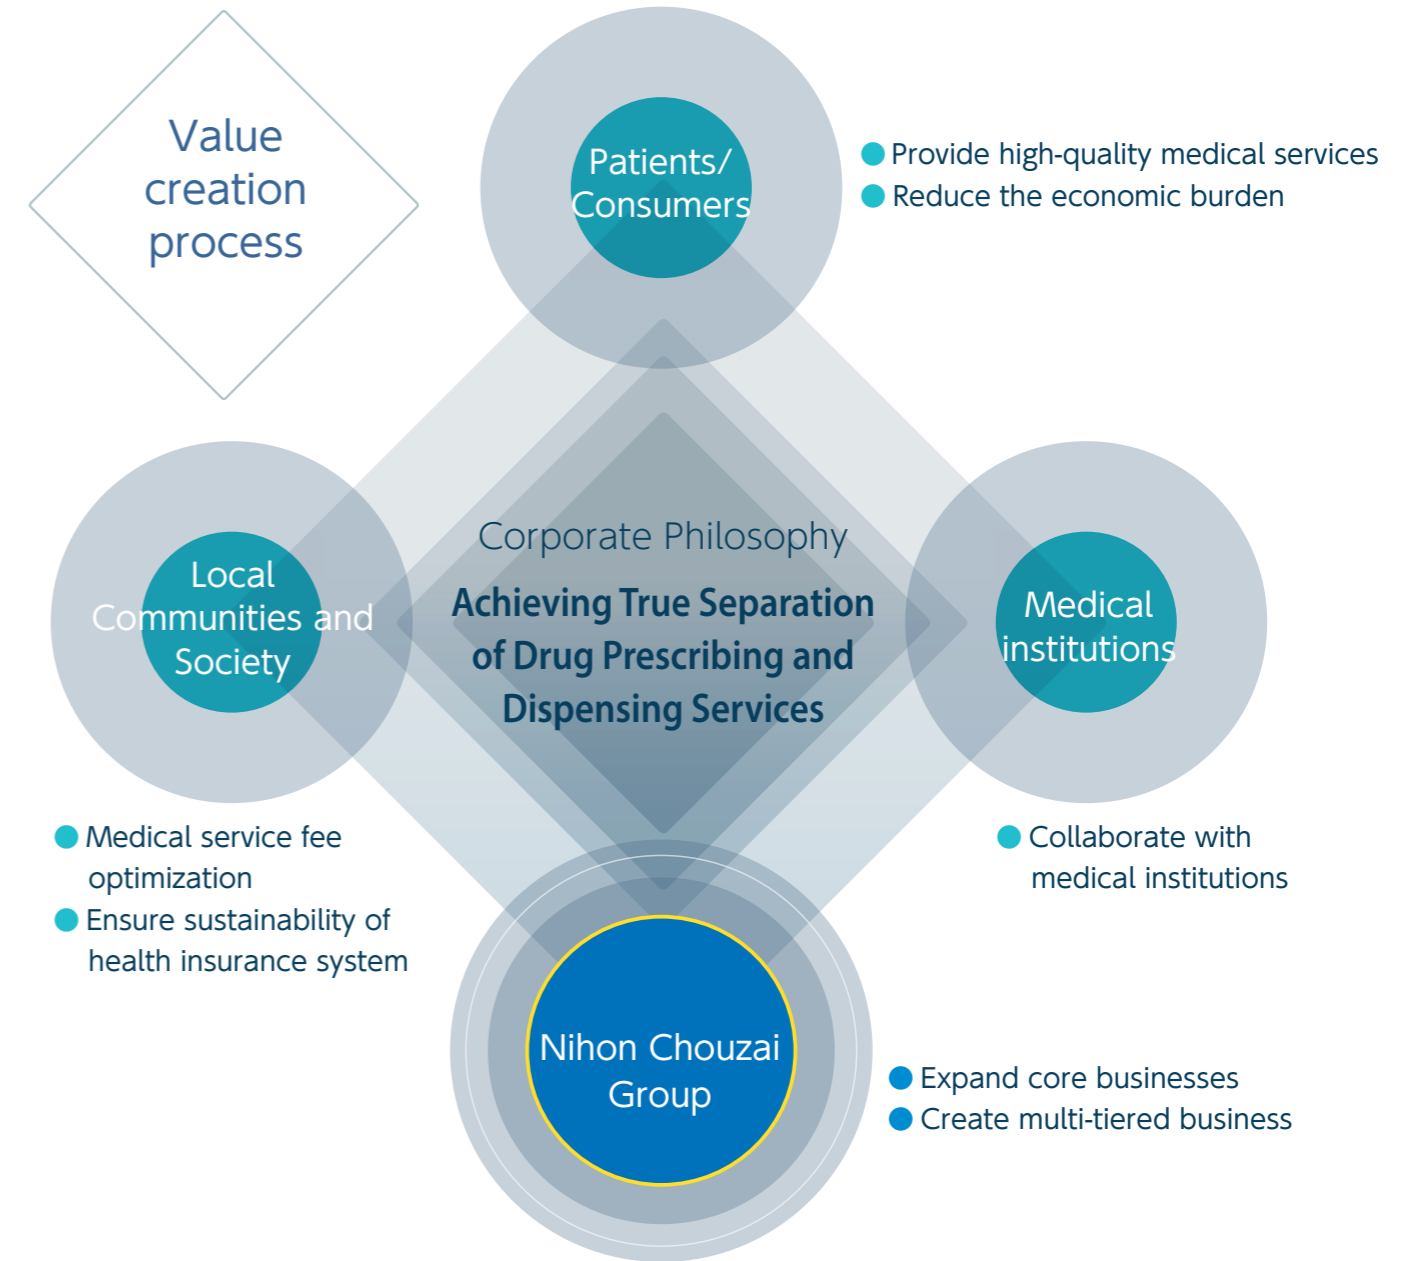 Value
creation
process
Patients/
Consumers
● Provide high-quality medical services
● Reduce the economic burden
Corporate Philosophy
Achieving True Separation
of Drug Prescribing and
Dispensing Services
Local
Communities and
Society
● Medical service fee
optimization
● Ensure sustainability of
health insurance system
Medical
institutions
● Collaborate with
medical institutions
Nihon Chouzai
Group
● Expand core businesses
● Create multi-tiered business